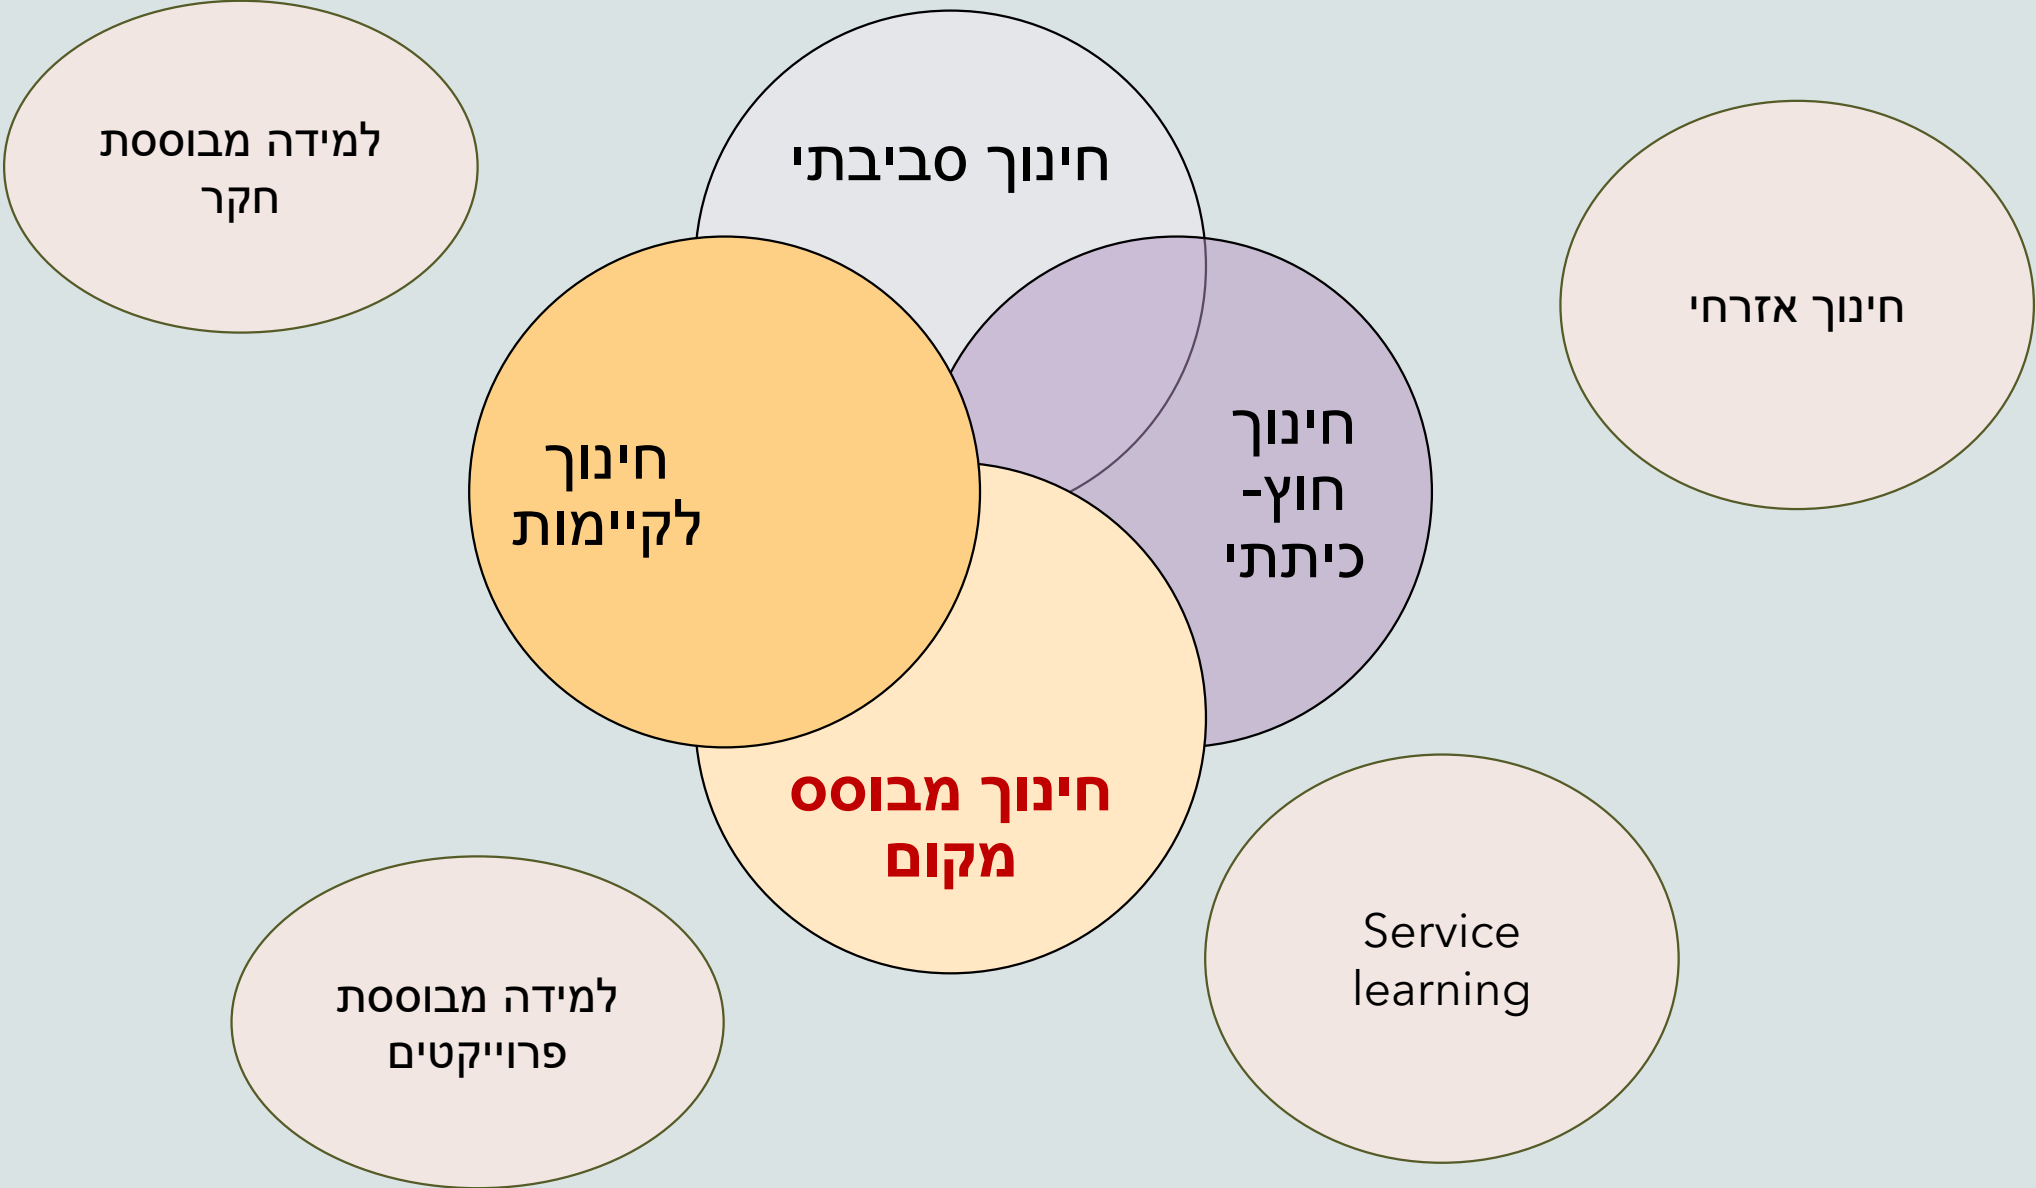 למידה מבוססת
חקר
חינוך סביבתי
חינוך אזרחי
חינוך
חוץ-
כיתתי
חינוך
לקיימות
חינוך מבוסס
מקום
Service
learning
למידה מבוססת
פרוייקטים